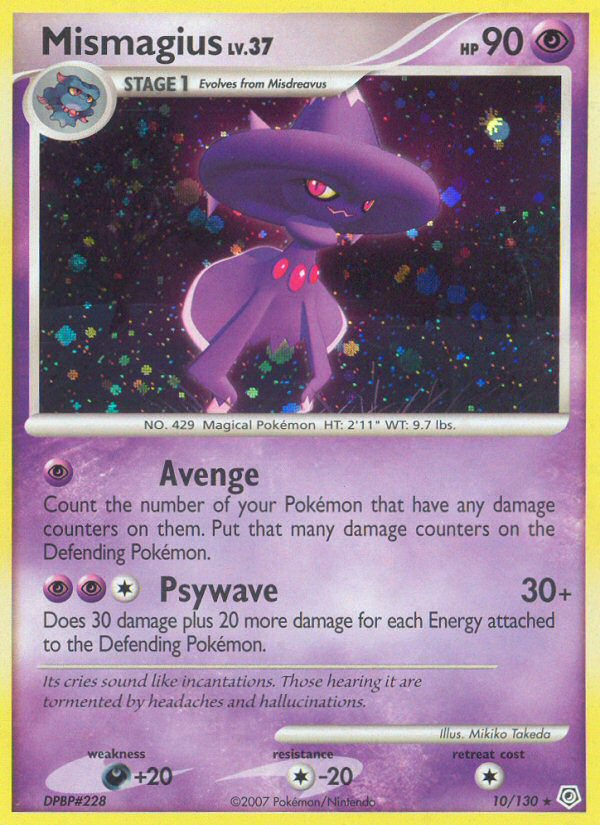 Mismagius LV.37
HP 90
STAGE 1 Evolves from Misdreavus
NO. 429 Magical Pokémon HT: 2'11" WT: 9.7 lbs.
Avenge
Count the number of your Pokémon that have any damage
counters on them. Put that many damage counters on the
Defending Pokémon.
Psywave 30+
Does 30 damage plus 20 more damage for each Energy attached
to the Defending Pokémon.
Its cries sound like incantations. Those hearing it are
tormented by headaches and hallucinations.
Illus. Mikiko Takeda
weakness resistance retreat cost
+20 -20
DPBP#228 ©2007 Pokémon/Nintendo 10/130 ★